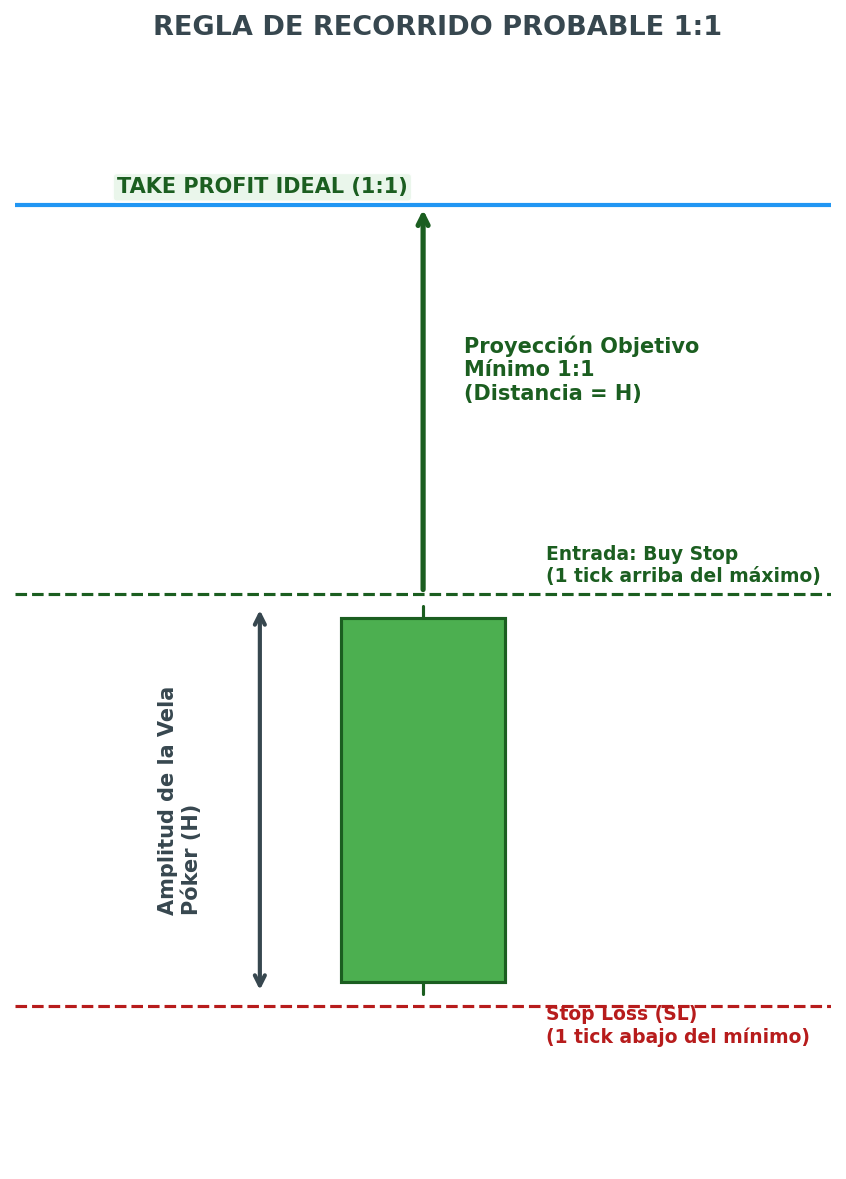 REGLA DE RECORRIDO PROBABLE 1:1
TAKE PROFIT IDEAL (1:1)
Proyección Objetivo
Mínimo 1:1
(Distancia = H)
Entrada: Buy Stop
(1 tick arriba del máximo)
Amplitud de la Vela
Póker (H)
Stop Loss (SL)
(1 tick abajo del mínimo)